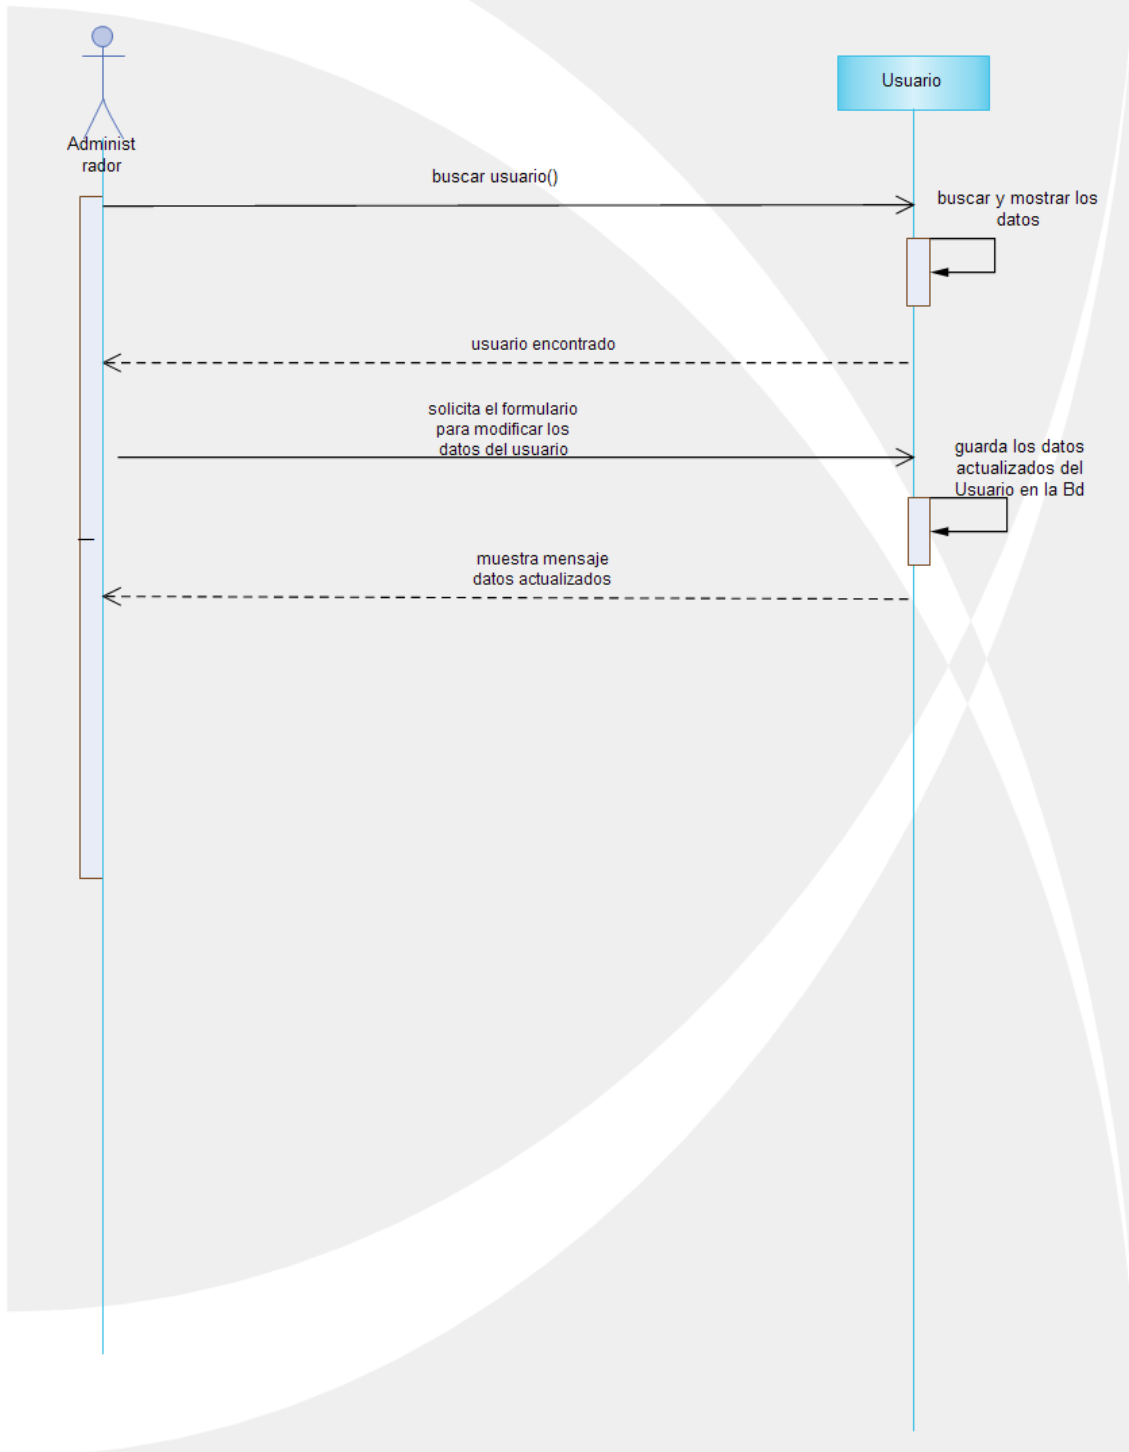 Usuario
Administ
rador
buscar usuario()
buscar y mostrar los
datos
usuario encontrado
solicita el formulario
para modificar los
datos del usuario
guarda los datos
actualizados del
Usuario en la Bd
muestra mensaje
datos actualizados